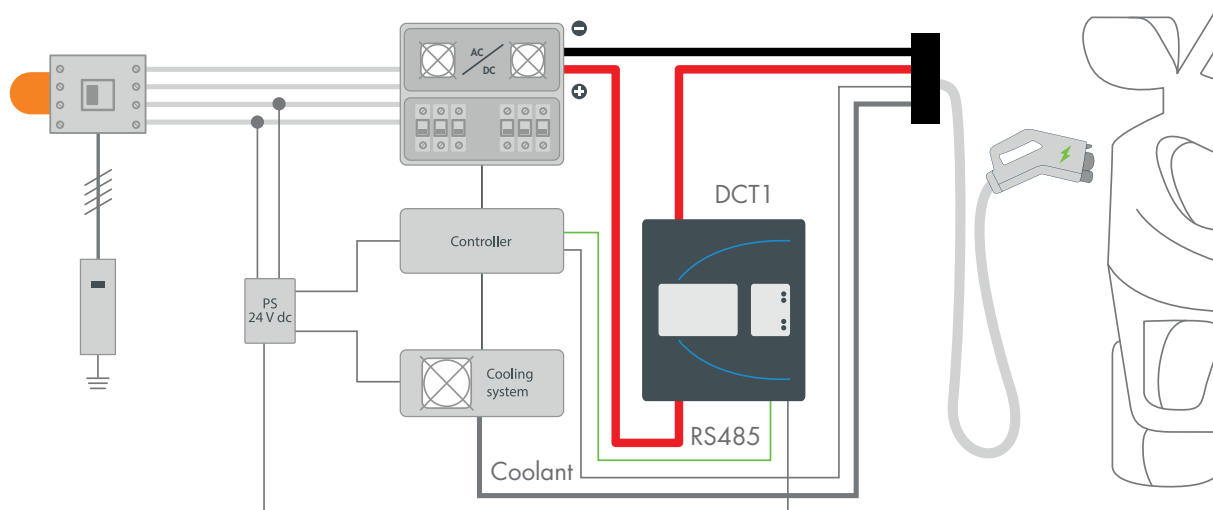 AC
DC
DCT1
Controller
PS
24 V dc
Cooling
system
RS485
Coolant